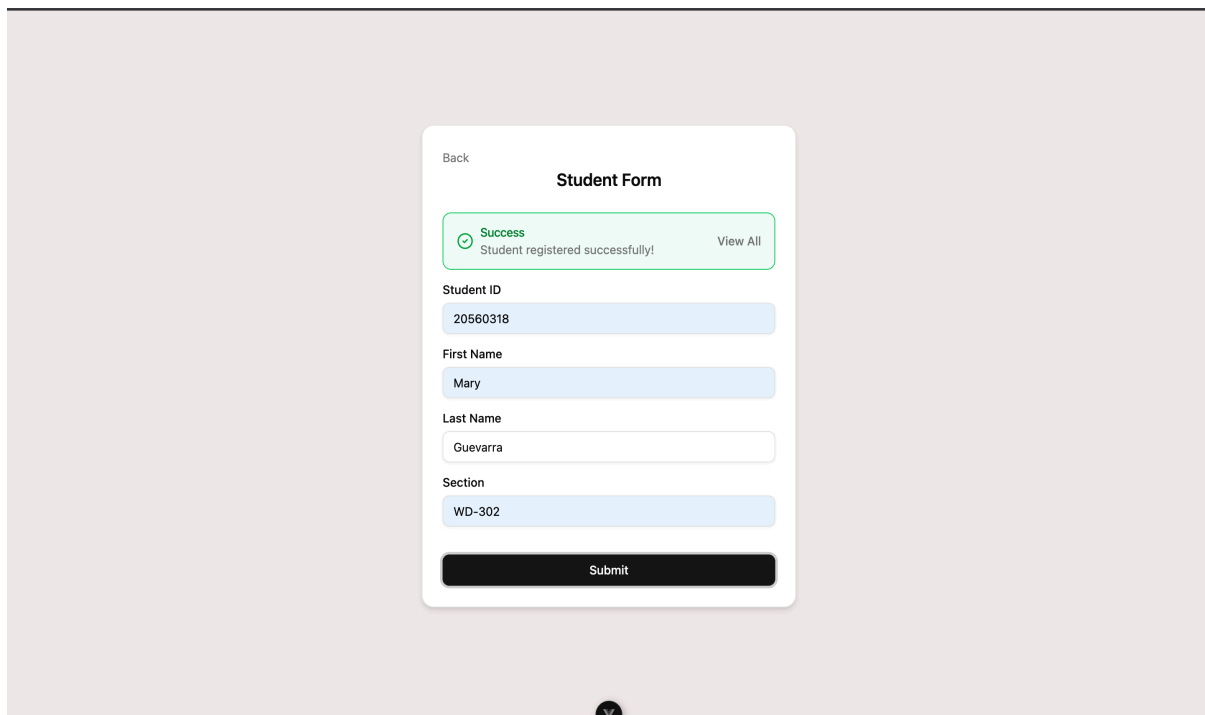 Back
Student Form
Success
Student registered successfully!
View All
Student ID
20560318
First Name
Mary
Last Name
Guevarra
Section
WD-302
Submit